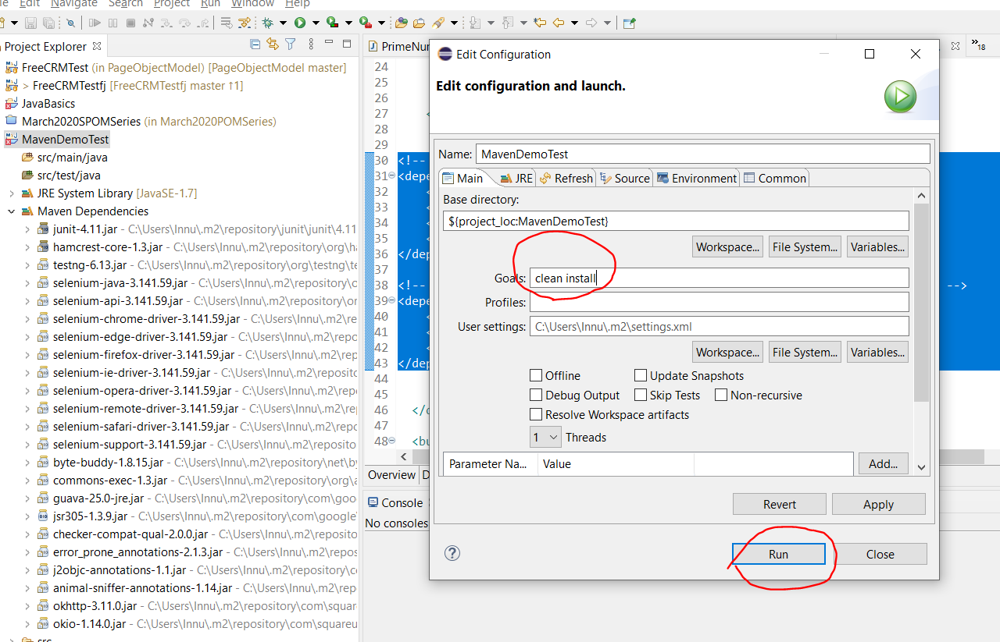 Edit Navigate Search Project Run Window Help
Project Explorer
FreeCRMTest (in PageObjectModel) [PageObjectModel master]
> FreeCRMTestfj [FreeCRMTestfj master ↑1]
JavaBasics
March2020SPOMSeries (in March2020POMSeries)
MavenDemoTest
src/main/java
src/test/java
JRE System Library [JavaSE-1.7]
Maven Dependencies
junit-4.11.jar - C:\Users\Innu\.m2\repository\junit\junit\4.11
hamcrest-core-1.3.jar - C:\Users\Innu\.m2\repository\org\ha
testng-6.13.jar - C:\Users\Innu\.m2\repository\org\testng\te
selenium-java-3.141.59.jar - C:\Users\Innu\.m2\repository\or
selenium-api-3.141.59.jar - C:\Users\Innu\.m2\repository\org
selenium-chrome-driver-3.141.59.jar - C:\Users\Innu\.m2\re
selenium-edge-driver-3.141.59.jar - C:\Users\Innu\.m2\repo
selenium-firefox-driver-3.141.59.jar - C:\Users\Innu\.m2\rep
selenium-ie-driver-3.141.59.jar - C:\Users\Innu\.m2\reposito
selenium-opera-driver-3.141.59.jar - C:\Users\Innu\.m2\rep
selenium-remote-driver-3.141.59.jar - C:\Users\Innu\.m2\rep
selenium-safari-driver-3.141.59.jar - C:\Users\Innu\.m2\repo
selenium-support-3.141.59.jar - C:\Users\Innu\.m2\reposito
byte-buddy-1.8.15.jar - C:\Users\Innu\.m2\repository\net\by
commons-exec-1.3.jar - C:\Users\Innu\.m2\repository\org\a
guava-25.0-jre.jar - C:\Users\Innu\.m2\repository\com\goo
jsr305-1.3.9.jar - C:\Users\Innu\.m2\repository\com\google\
checker-compat-qual-2.0.0.jar - C:\Users\Innu\.m2\reposito
error_prone_annotations-2.1.3.jar - C:\Users\Innu\.m2\repo
j2objc-annotations-1.1.jar - C:\Users\Innu\.m2\repository\c
animal-sniffer-annotations-1.14.jar - C:\Users\Innu\.m2\rep
okhttp-3.11.0.jar - C:\Users\Innu\.m2\repository\com\squar
okio-1.14.0.jar - C:\Users\Innu\.m2\repository\com\squareu
src
PrimeNu
»18
24
25
26
27 <
28
29
30 <!--
31 <depe
32 <
33 <
34 <
35 <
36 </dep
37
38 <!-- -->
39 <depe
40 <
41 <
42 <
43 </dep
44
45
46 </d
47
48 <bu
Overview D
Console
No consoles
Edit Configuration
Edit configuration and launch.
Name: MavenDemoTest
Main JRE Refresh Source Environment Common
Base directory:
${project_loc:MavenDemoTest}
Workspace... File System... Variables...
Goals: clean install
Profiles:
User settings: C:\Users\Innu\.m2\settings.xml
Workspace... File System... Variables...
Offline Update Snapshots
Debug Output Skip Tests Non-recursive
Resolve Workspace artifacts
1 Threads
Parameter Na... Value Add...
Revert Apply
Run Close